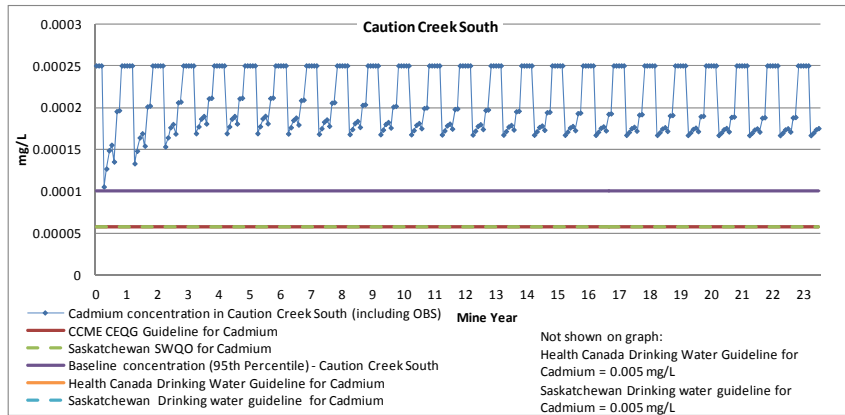 Caution Creek South
0.0003
0.00025
0.0002
0.00015
0.0001
0.00005
0
mg/L
0 1 2 3 4 5 6 7 8 9 10 11 12 13 14 15 16 17 18 19 20 21 22 23
Mine Year
Cadmium concentration in Caution Creek South (including OBS)
CCME CEQG Guideline for Cadmium
Saskatchewan SWQO for Cadmium
Baseline concentration (95th Percentile) - Caution Creek South
Health Canada Drinking Water Guideline for Cadmium
Saskatchewan Drinking water guideline for Cadmium
Not shown on graph:
Health Canada Drinking Water Guideline for
Cadmium = 0.005 mg/L
Saskatchewan Drinking water guideline for
Cadmium = 0.005 mg/L